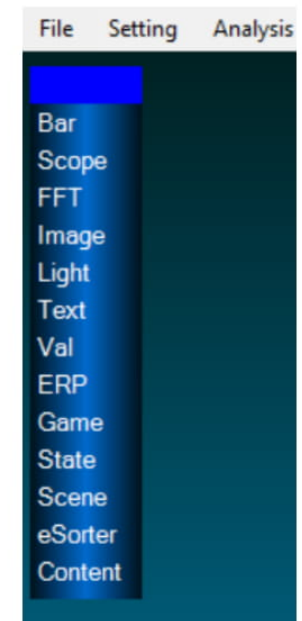 File Setting Analysis
Bar
Scope
FFT
Image
Light
Text
Val
ERP
Game
State
Scene
eSorter
Content